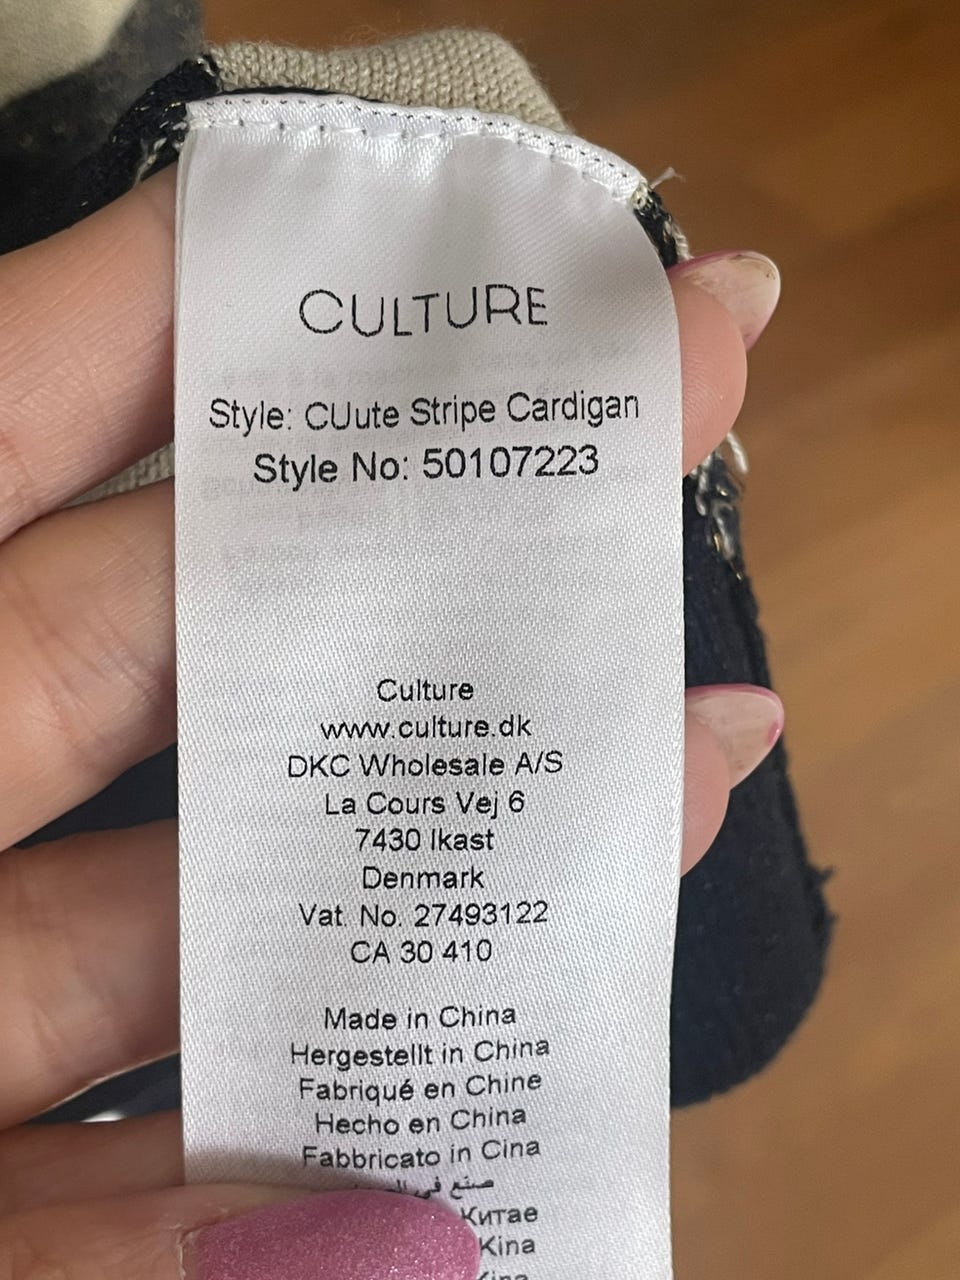 CULTURE
Style: CUute Stripe Cardigan
Style No: 50107223
Culture
www.culture.dk
DKC Wholesale A/S
La Cours Vej 6
7430 Ikast
Denmark
Vat. No. 27493122
CA 30 410
Made in China
Hergestellt in China
Fabriqué en Chine
Hecho en China
Fabbricato in Cina
صنع في
Китае
Kina